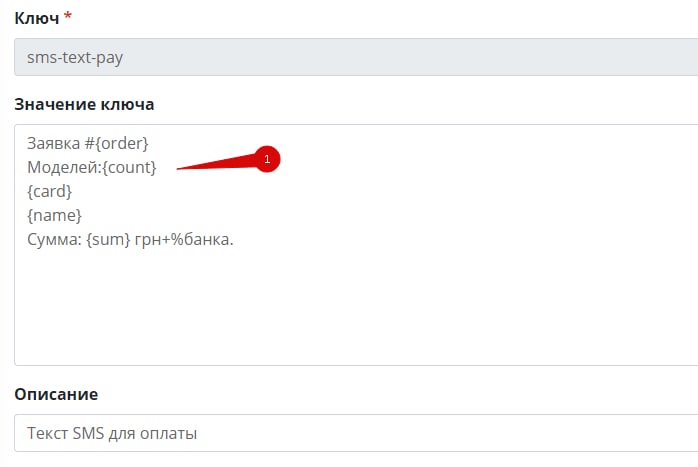 Ключ *
sms-text-pay
Значение ключа
Заявка #{order}
Моделей:{count}
1
{card}
{name}
Сумма: {sum} грн+%банка.
Описание
Текст SMS для оплаты